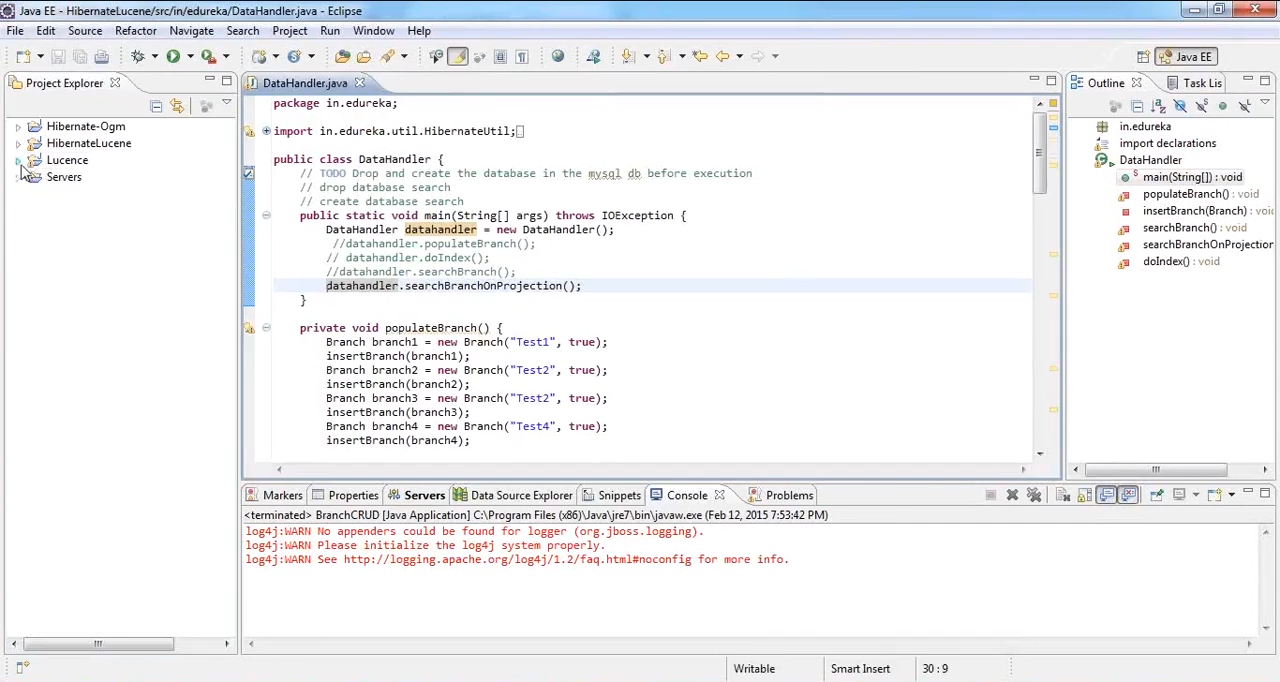 Java EE - HibernateLucene/src/in/edureka/DataHandler.java - Eclipse
File Edit Source Refactor Navigate Search Project Run Window Help
Java EE
Project Explorer
Hibernate-Ogm
HibernateLucene
Lucence
Servers
DataHandler.java
package in.edureka;
import in.edureka.util.HibernateUtil;
public class DataHandler {
// TODO Drop and create the database in the mysql db before execution
// drop database search
// create database search
public static void main(String[] args) throws IOException {
DataHandler datahandler = new DataHandler();
//datahandler.populateBranch();
// datahandler.doIndex();
//datahandler.searchBranch();
datahandler.searchBranchOnProjection();
}
private void populateBranch() {
Branch branch1 = new Branch("Test1", true);
insertBranch(branch1);
Branch branch2 = new Branch("Test2", true);
insertBranch(branch2);
Branch branch3 = new Branch("Test2", true);
insertBranch(branch3);
Branch branch4 = new Branch("Test4", true);
insertBranch(branch4);
Outline Task Lis
in.edureka
import declarations
DataHandler
main(String[]) : void
populateBranch() : void
insertBranch(Branch) : voic
searchBranch() : void
searchBranchOnProjection
doIndex() : void
Markers Properties Servers Data Source Explorer Snippets Console Problems
<terminated> BranchCRUD [Java Application] C:\Program Files (x86)\Java\jre7\bin\javaw.exe (Feb 12, 2015 7:53:42 PM)
log4j:WARN No appenders could be found for logger (org.jboss.logging).
log4j:WARN Please initialize the log4j system properly.
log4j:WARN See http://logging.apache.org/log4j/1.2/faq.html#noconfig for more info.
Writable Smart Insert 30 : 9